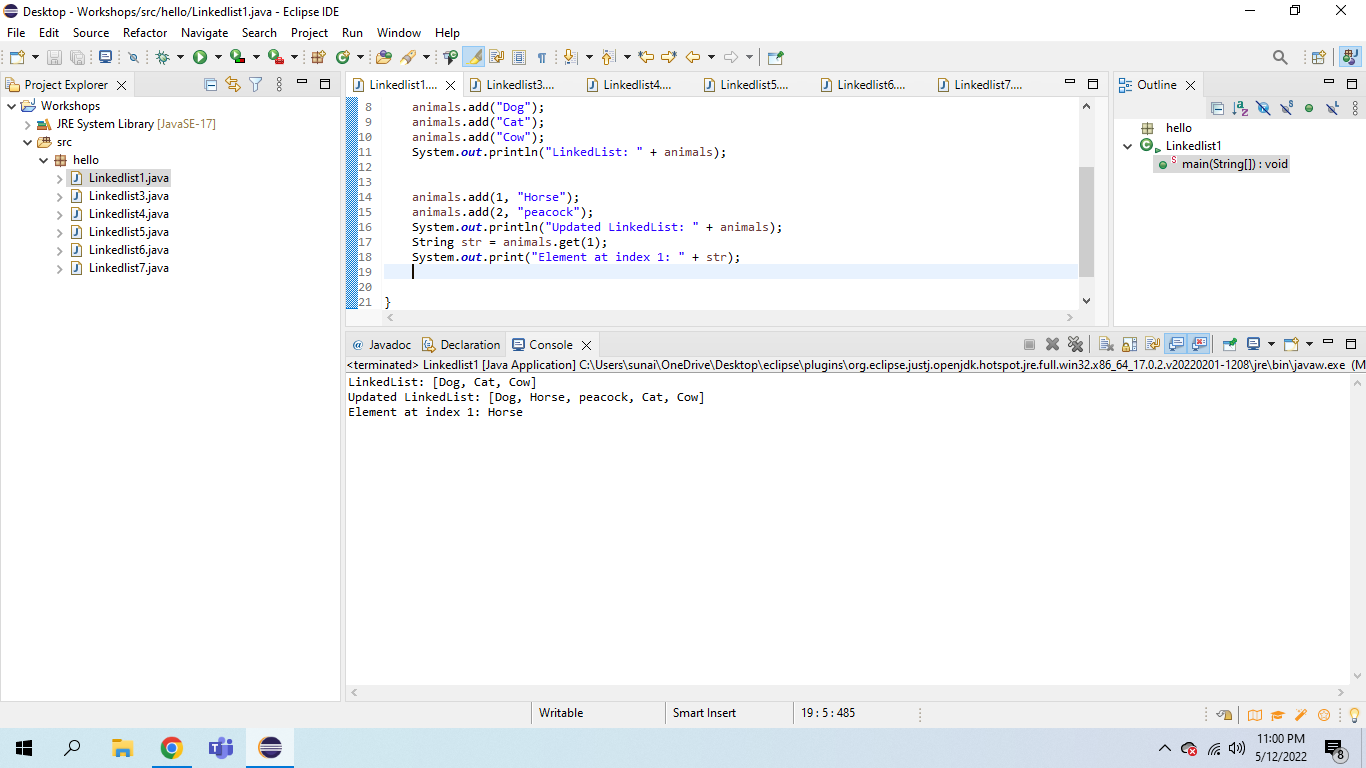 Desktop - Workshops/src/hello/Linkedlist1.java - Eclipse IDE
File Edit Source Refactor Navigate Search Project Run Window Help
Project Explorer
Workshops
JRE System Library [JavaSE-17]
src
hello
Linkedlist1.java
Linkedlist3.java
Linkedlist4.java
Linkedlist5.java
Linkedlist6.java
Linkedlist7.java
Linkedlist1.... Linkedlist3.... Linkedlist4.... Linkedlist5.... Linkedlist6.... Linkedlist7....
8 animals.add("Dog");
9 animals.add("Cat");
10 animals.add("Cow");
11 System.out.println("LinkedList: " + animals);
12
13
14 animals.add(1, "Horse");
15 animals.add(2, "peacock");
16 System.out.println("Updated LinkedList: " + animals);
17 String str = animals.get(1);
18 System.out.print("Element at index 1: " + str);
19
20
21 }
Outline
hello
Linkedlist1
main(String[]) : void
@ Javadoc Declaration Console
<terminated> Linkedlist1 [Java Application] C:\Users\sunai\OneDrive\Desktop\eclipse\plugins\org.eclipse.justj.openjdk.hotspot.jre.full.win32.x86_64_17.0.2.v20220201-1208\jre\bin\javaw.exe (M
LinkedList: [Dog, Cat, Cow]
Updated LinkedList: [Dog, Horse, peacock, Cat, Cow]
Element at index 1: Horse
Writable Smart Insert 19 : 5 : 485
11:00 PM
5/12/2022
8